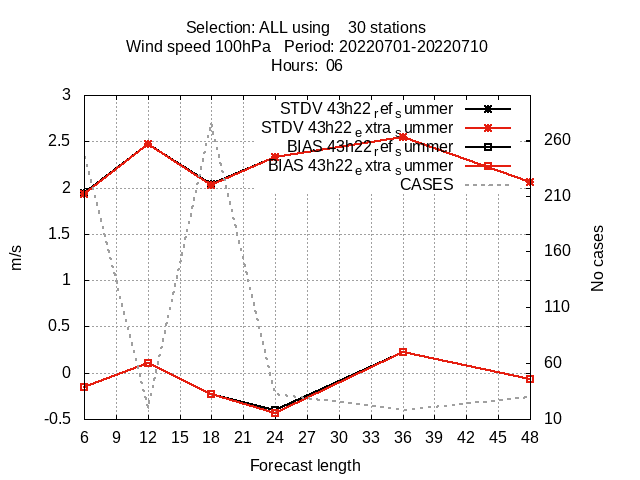 Selection: ALL using    30 stations
Wind speed 100hPa   Period: 20220701-20220710
Hours:  06
STDV 43h22_ref_summer
STDV 43h22_extra_summer
BIAS 43h22_ref_summer
BIAS 43h22_extra_summer
CASES
3
2.5
2
1.5
1
0.5
0
-0.5
m/s
260
210
160
110
60
10
No cases
6 9 12 15 18 21 24 27 30 33 36 39 42 45 48
Forecast length